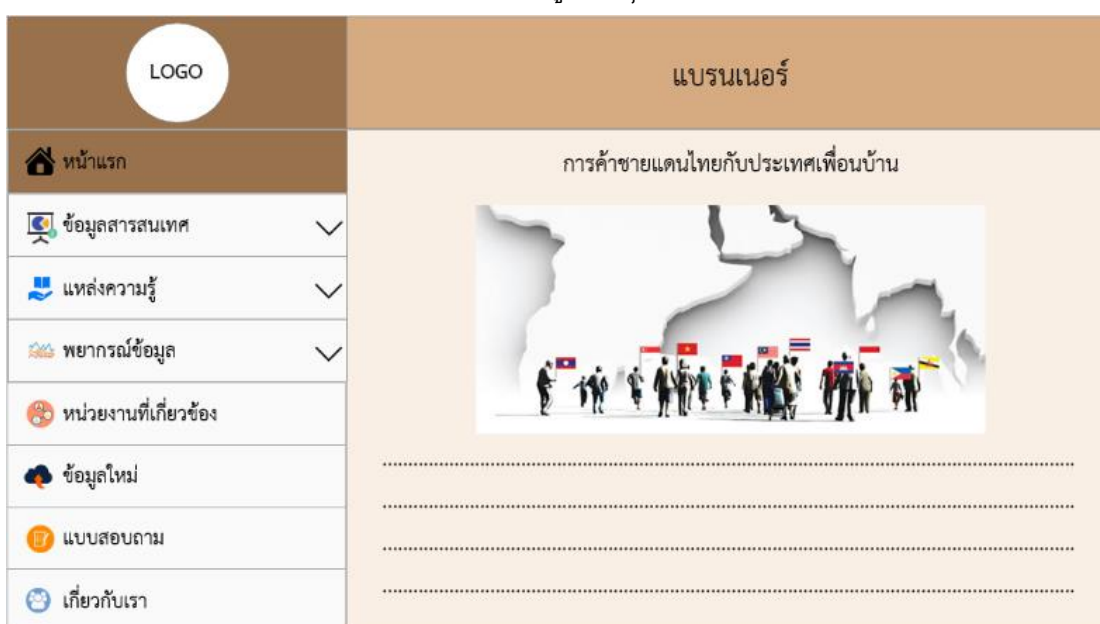 LOGO
แบรนเนอร์
หน้าแรก
ข้อมูลสารสนเทศ
แหล่งความรู้
พยากรณ์ข้อมูล
หน่วยงานที่เกี่ยวข้อง
ข้อมูลใหม่
แบบสอบถาม
เกี่ยวกับเรา
การค้าชายแดนไทยกับประเทศเพื่อนบ้าน